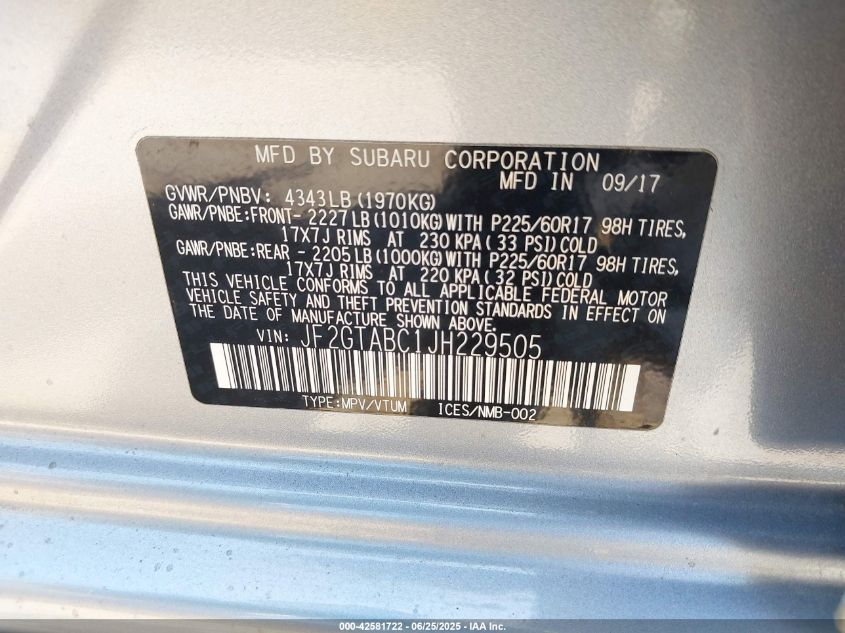 MFD BY SUBARU CORPORATION
MFD IN 09/17
GVWR/PNBV: 4343LB(1970KG)
GAWR/PNBE:FRONT- 2227LB(1010KG)WITH P225/60R17 98H TIRES,
17X7J RIMS AT 230 KPA( 33 PSI)COLD
GAWR/PNBE:REAR - 2205LB(1000KG)WITH P225/60R17 98H TIRES,
17X7J RIMS AT 220 KPA( 32 PSI)COLD
THIS VEHICLE CONFORMS TO ALL APPLICABLE FEDERAL MOTOR
VEHICLE SAFETY AND THEFT PREVENTION STANDARDS IN EFFECT ON
THE DATE OF MANUFACTURE SHOWN ABOVE.
VIN: JF2GTABC1JH229505
TYPE:MPV/VTUM ICES/NMB-002
000-42581722 - 06/25/2025 - IAA Inc.